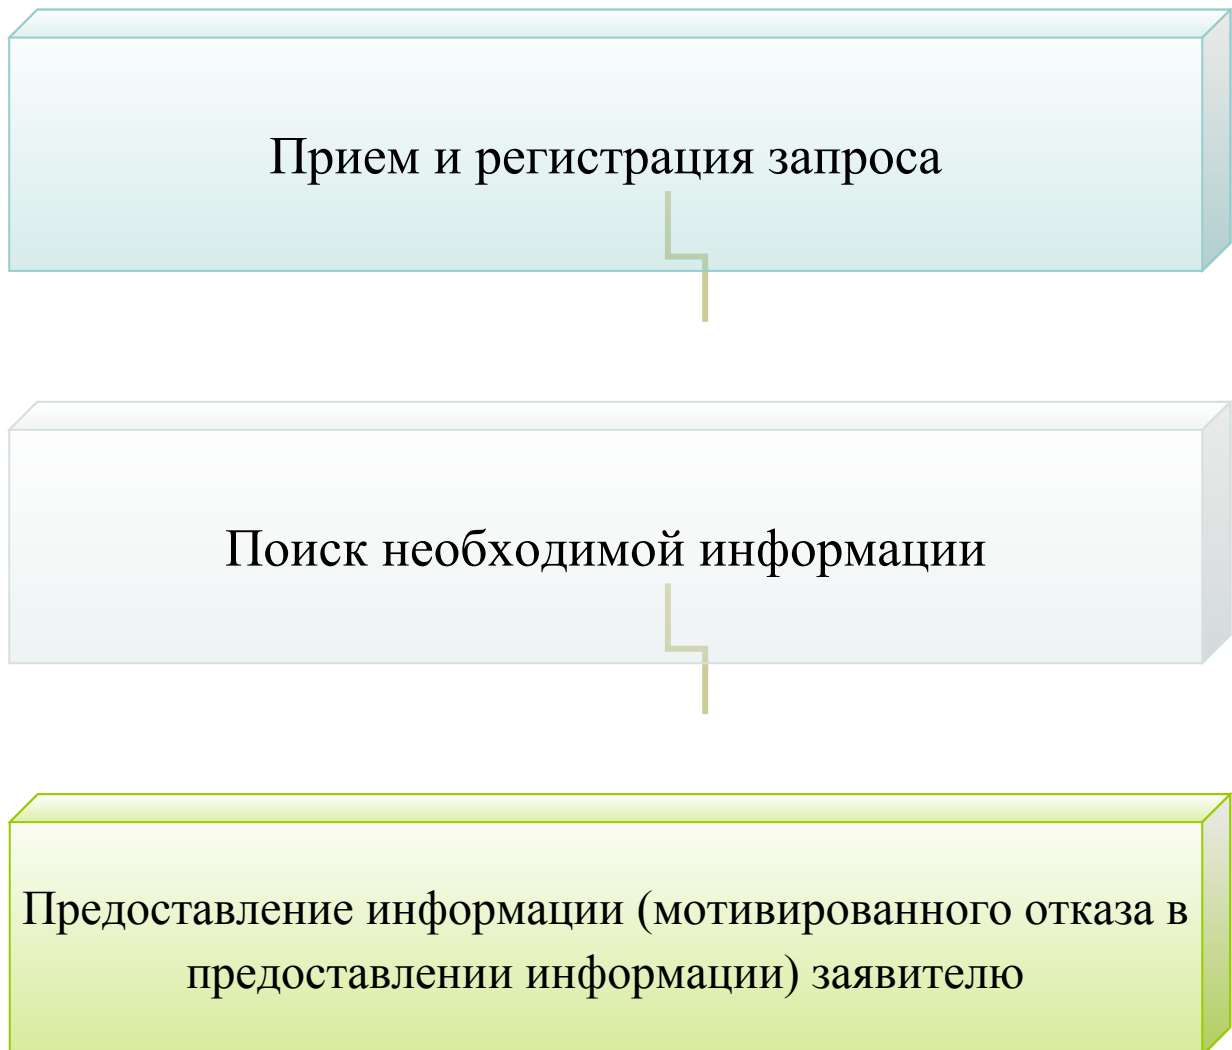 Прием и регистрация запроса
Поиск необходимой информации
Предоставление информации (мотивированного отказа в
предоставлении информации) заявителю